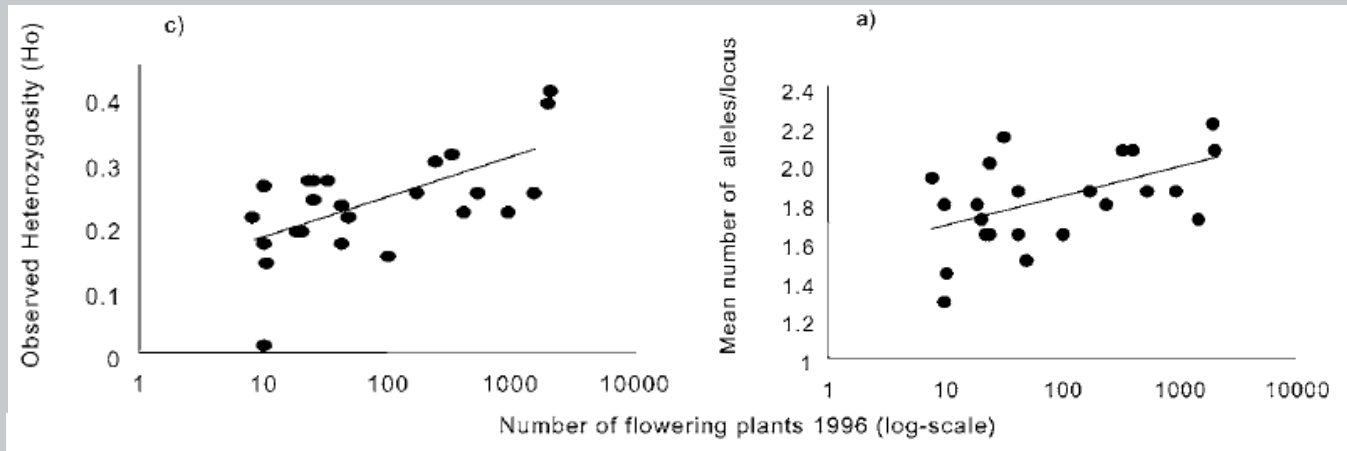 c)
Observed Heterozygosity (Ho)
0.4
0.3
0.2
0.1
0
1 10 100 1000 10000
a)
Mean number of alleles/locus
2.4
2.2
2.0
1.8
1.6
1.4
1.2
1
1 10 100 1000 10000
Number of flowering plants 1996 (log-scale)